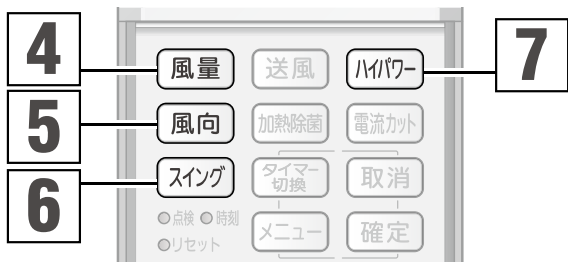 4 風量 送風 ハイパワー 7
5 風向 加熱除菌 電流カット
6 スイング タイマー切換 取消
●点検 ●時刻 メニュー 確定
●リセット